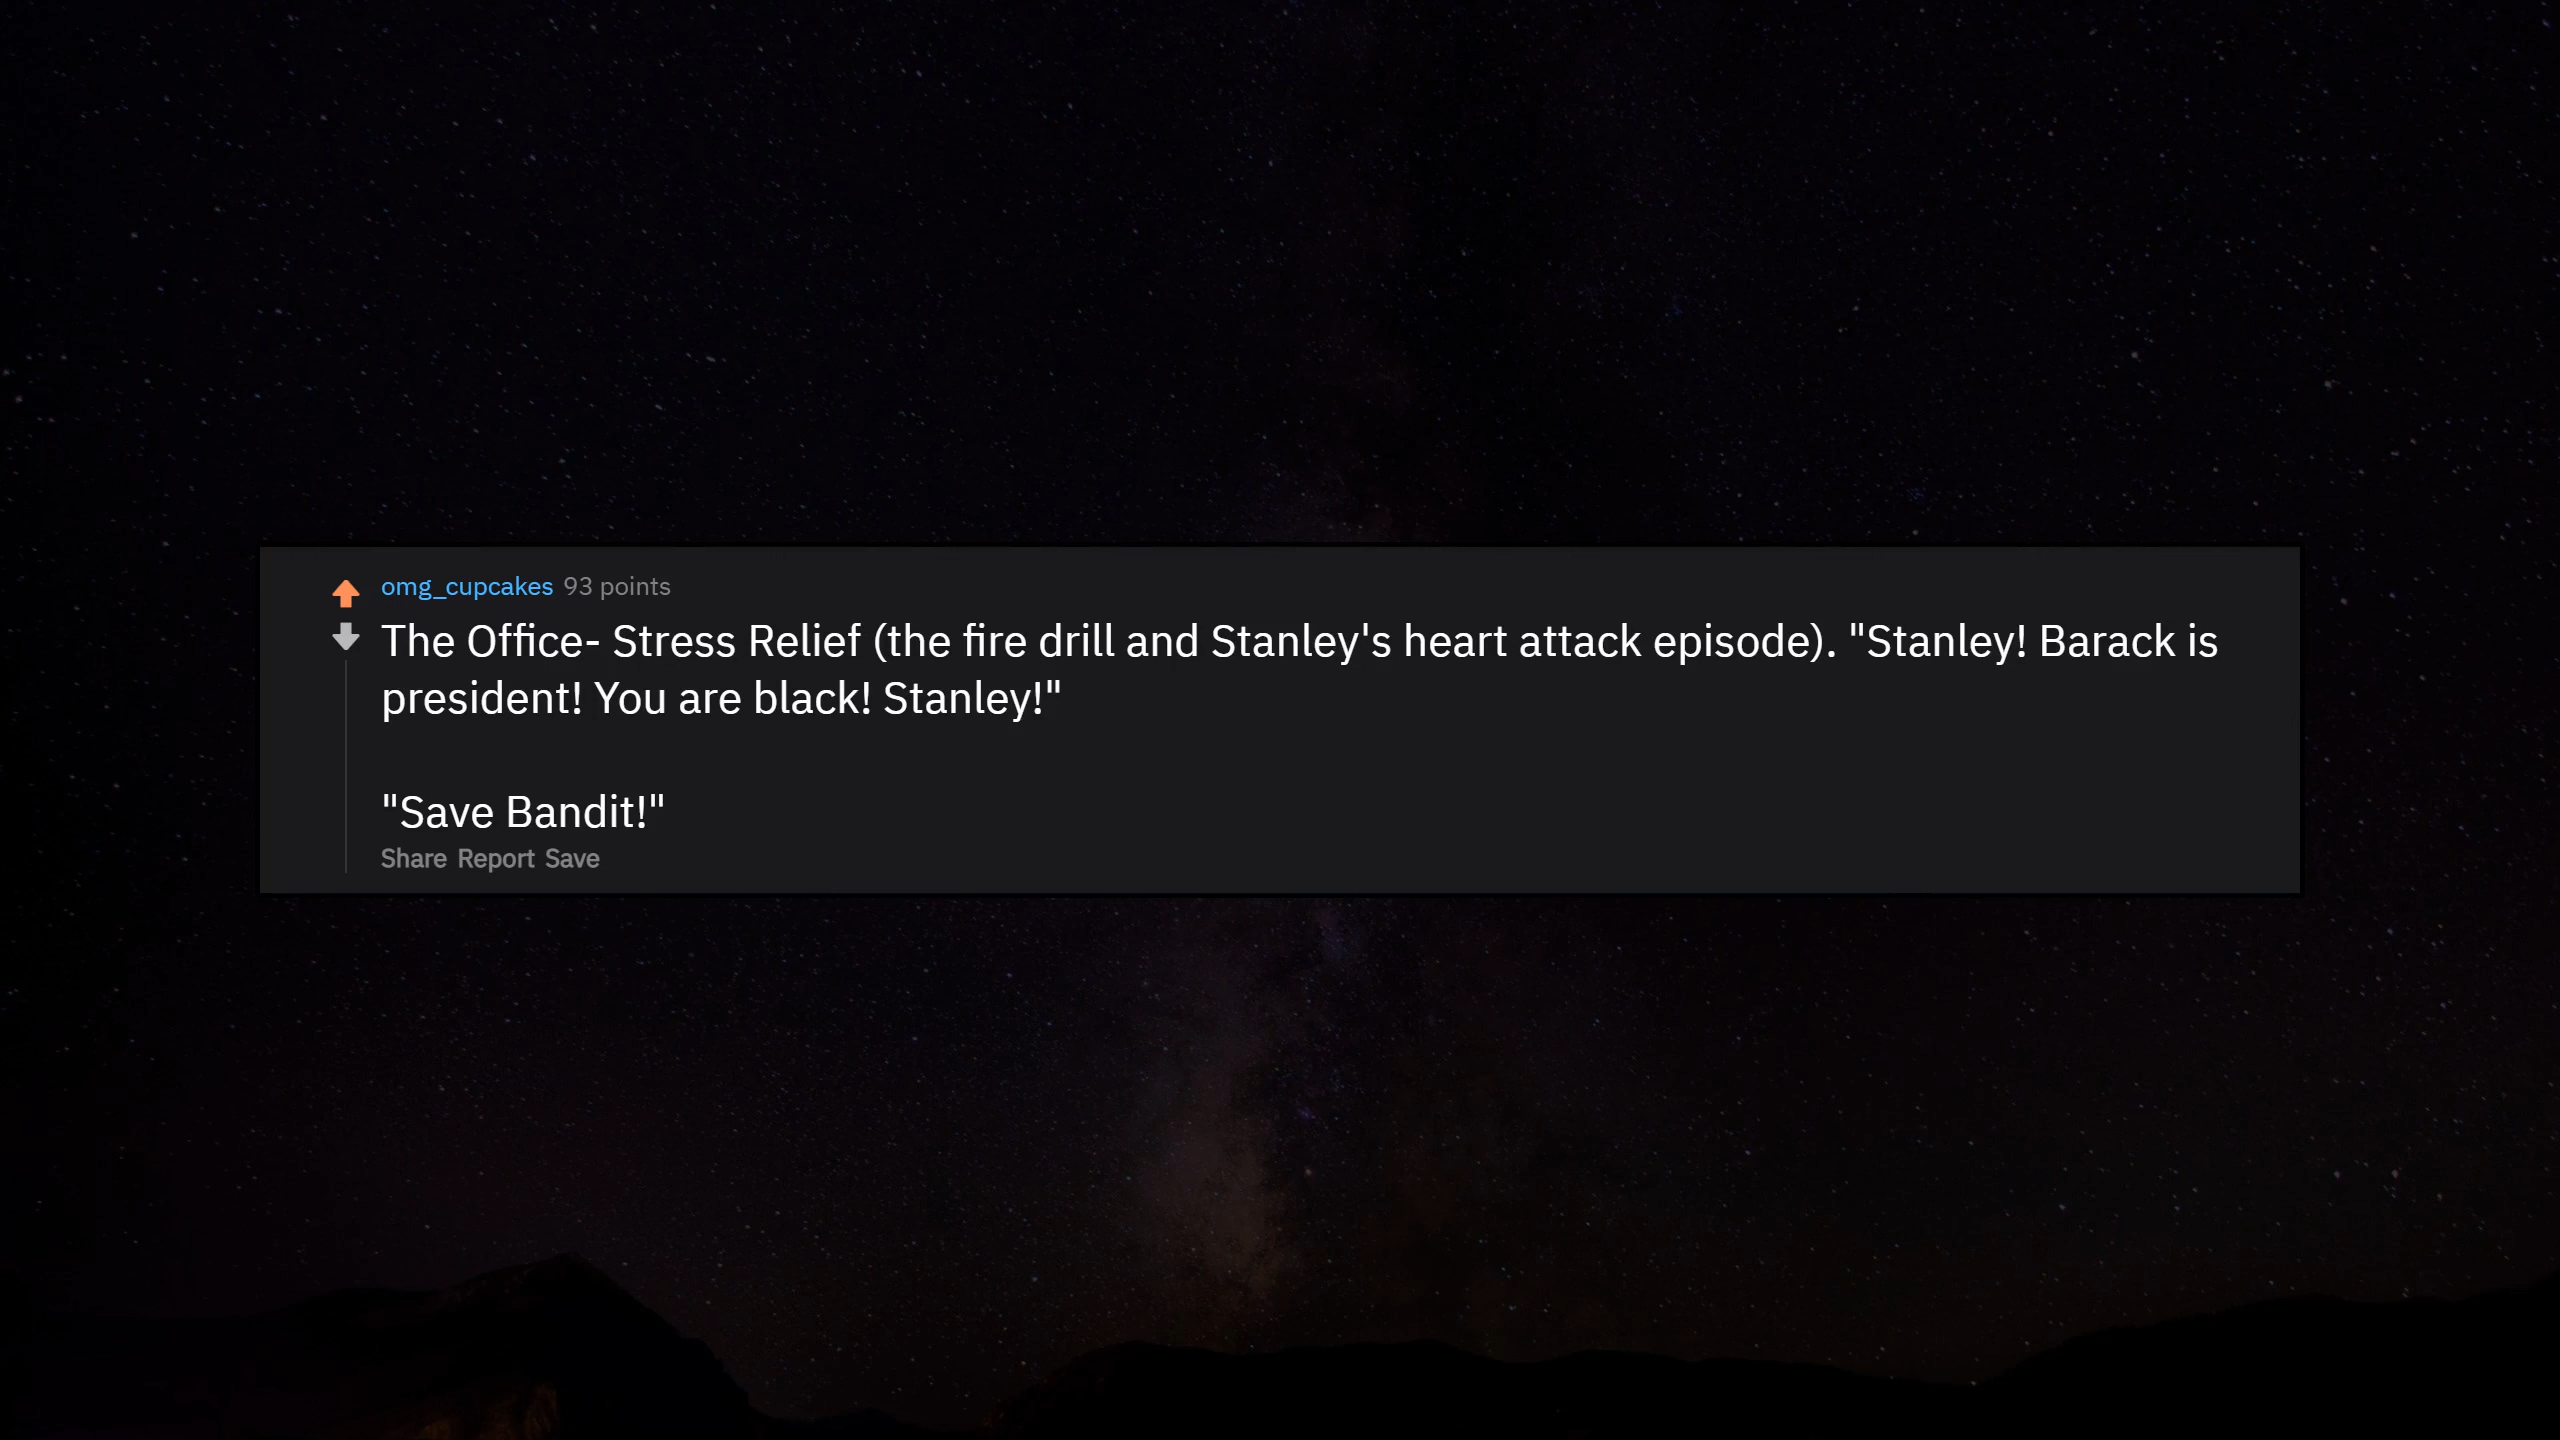 omg_cupcakes 93 points
The Office- Stress Relief (the fire drill and Stanley's heart attack episode). "Stanley! Barack is
president! You are black! Stanley!"
"Save Bandit!"
Share Report Save